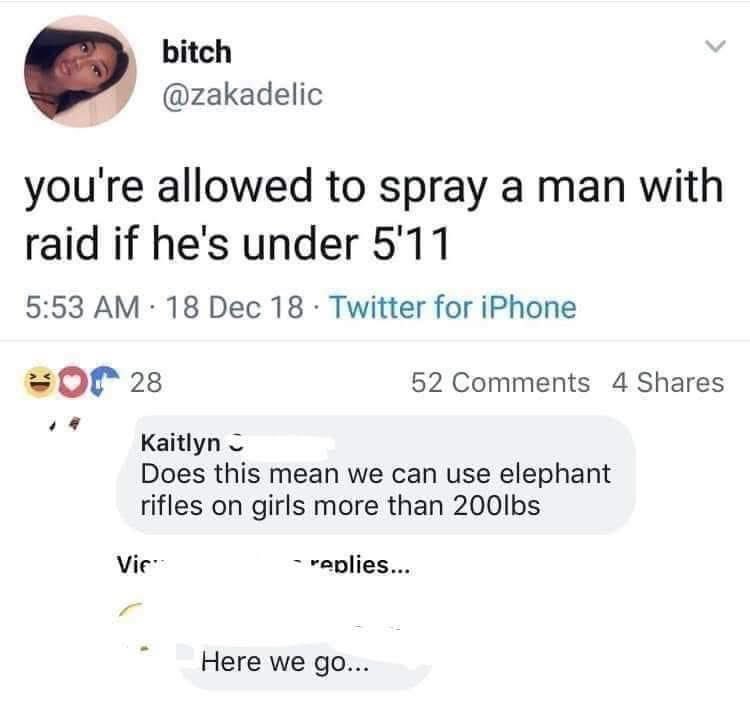 bitch
@zakadelic
you're allowed to spray a man with
raid if he's under 5'11
5:53 AM · 18 Dec 18 · Twitter for iPhone
28
52 Comments 4 Shares
Kaitlyn
Does this mean we can use elephant
rifles on girls more than 200lbs
replies...
Here we go...